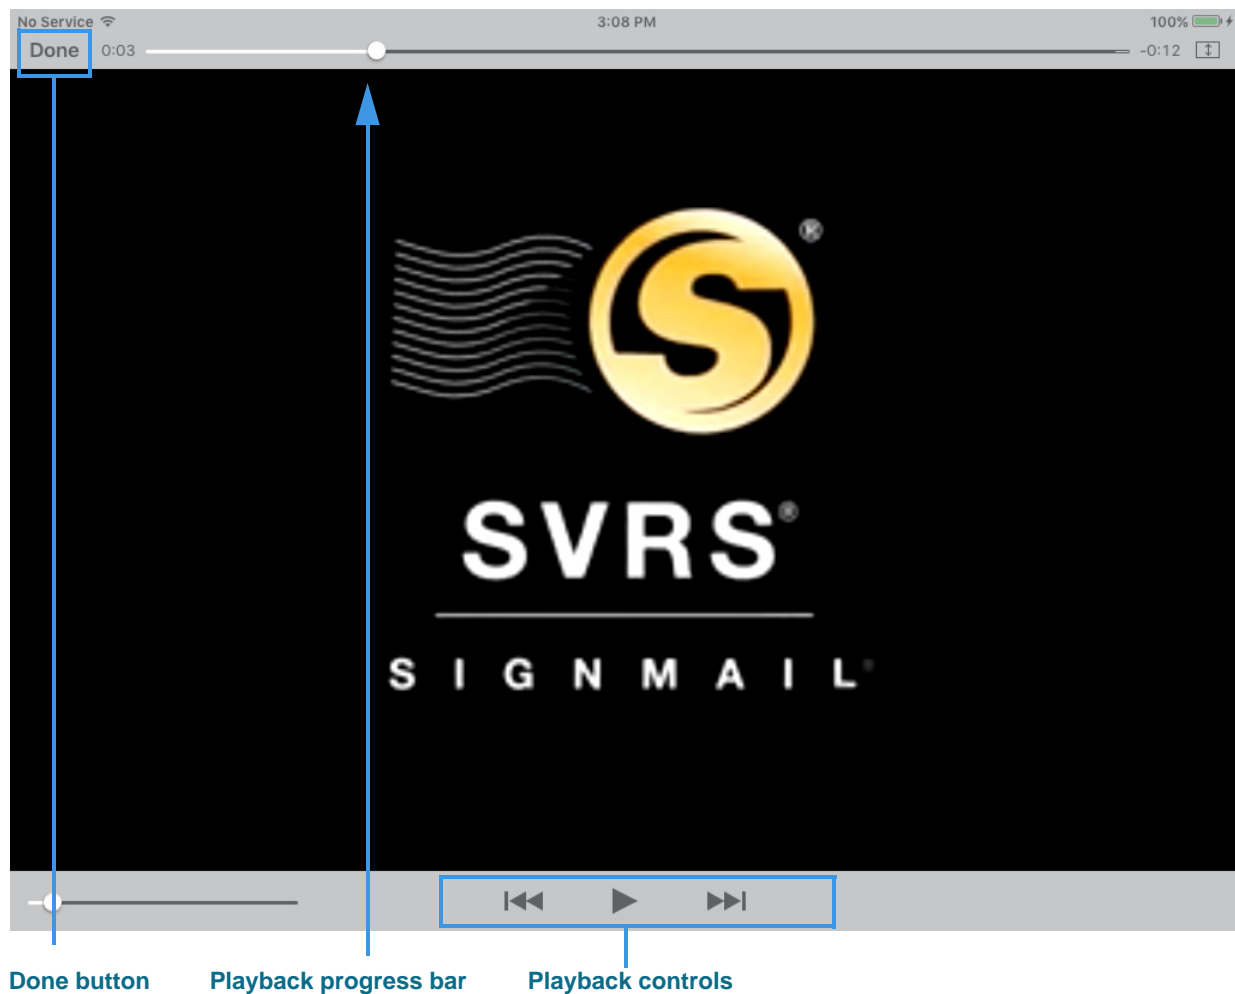 No Service 3:08 PM 100%
Done 0:03 -0:12
S ®
SVRS®
SIGNMAIL®
Done button Playback progress bar Playback controls